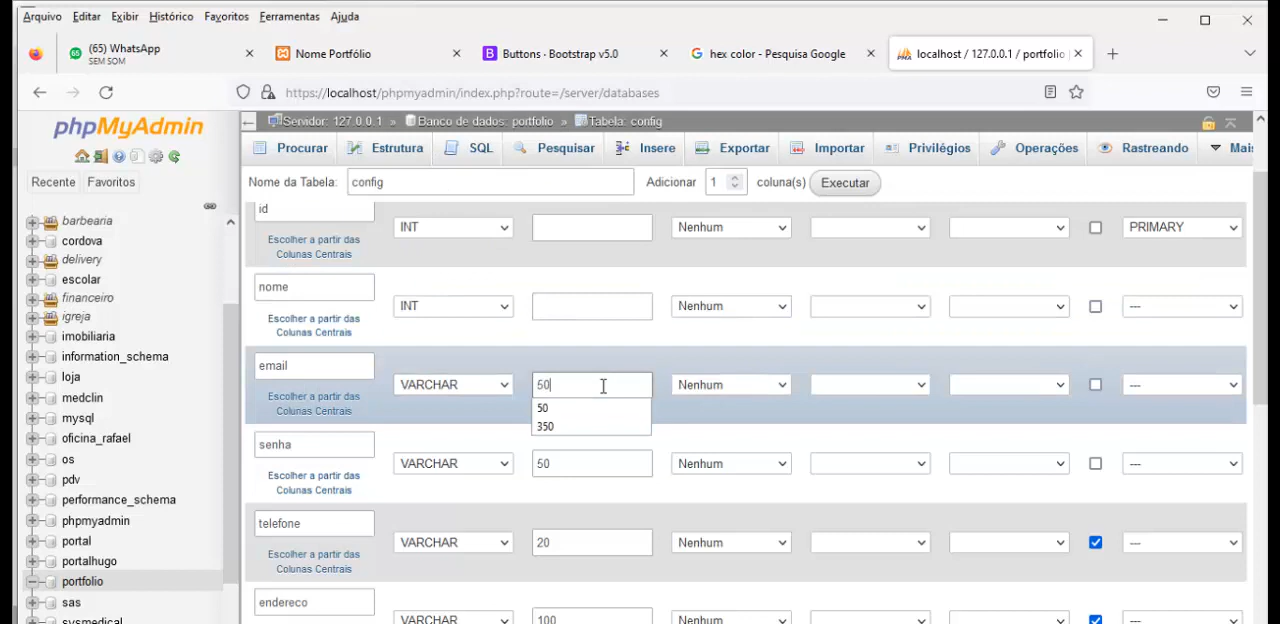 Arquivo Editar Exibir Histórico Favoritos Ferramentas Ajuda
(65) WhatsApp
SEM SOM
Nome Portfólio
Buttons · Bootstrap v5.0
hex color - Pesquisa Google
localhost / 127.0.0.1 / portfolio
https://localhost/phpmyadmin/index.php?route=/server/databases
phpMyAdmin
Recente Favoritos
barbearia
cordova
delivery
escolar
financeiro
igreja
imobiliaria
information_schema
loja
medclin
mysql
oficina_rafael
os
pdv
performance_schema
phpmyadmin
portal
portalhugo
portfolio
sas
sysmedical
Servidor: 127.0.0.1 » Banco de dados: portfolio » Tabela: config
Procurar Estrutura SQL Pesquisar Insere Exportar Importar Privilégios Operações Rastreando Mais
Nome da Tabela: config Adicionar 1 coluna(s) Executar
id INT Nenhum PRIMARY
Escolher a partir das
Colunas Centrais
nome INT Nenhum ---
Escolher a partir das
Colunas Centrais
email VARCHAR 50 Nenhum ---
Escolher a partir das
Colunas Centrais
50
350
senha VARCHAR 50 Nenhum ---
Escolher a partir das
Colunas Centrais
telefone VARCHAR 20 Nenhum ---
Escolher a partir das
Colunas Centrais
endereco VARCHAR 100 Nenhum ---